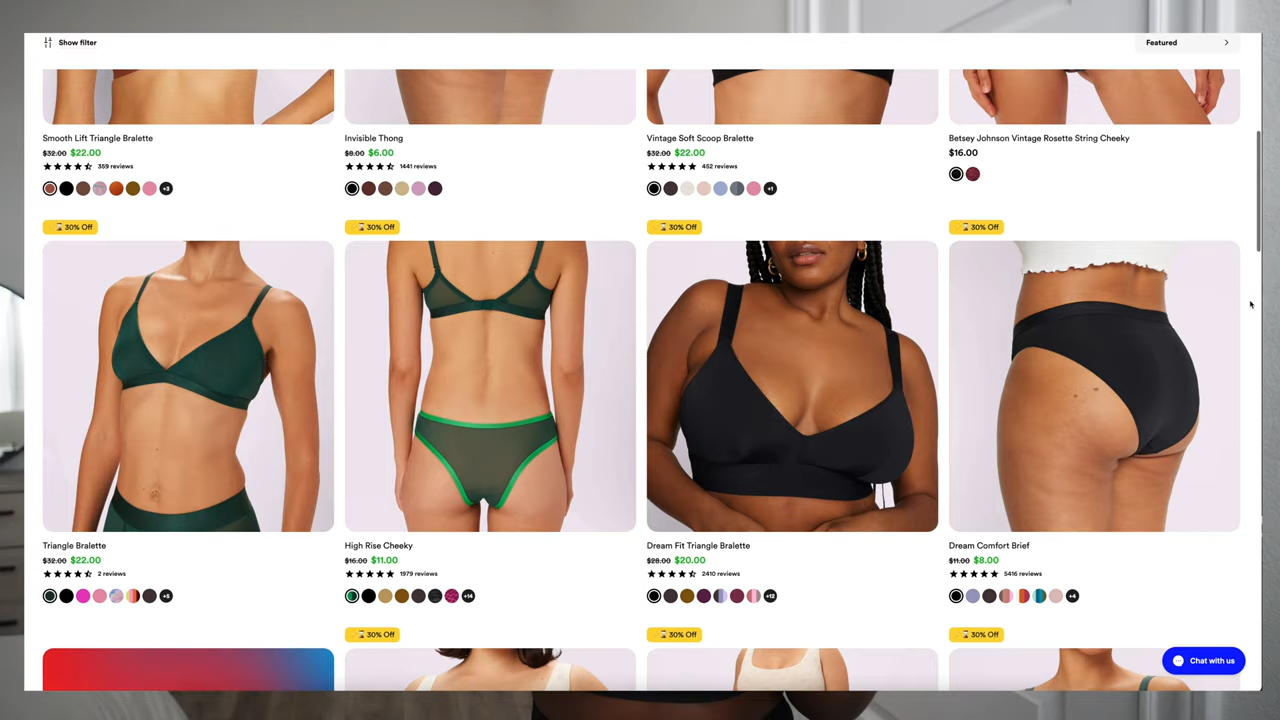 Show filter
Featured
Smooth Lift Triangle Bralette
$32.00 $22.00
359 reviews
+3
Invisible Thong
$8.00 $6.00
1441 reviews
Vintage Soft Scoop Bralette
$32.00 $22.00
452 reviews
+1
Betsey Johnson Vintage Rosette String Cheeky
$16.00
30% Off
30% Off
30% Off
30% Off
Triangle Bralette
$32.00 $22.00
2 reviews
+5
High Rise Cheeky
$16.00 $11.00
1979 reviews
+14
Dream Fit Triangle Bralette
$28.00 $20.00
2410 reviews
+12
Dream Comfort Brief
$11.00 $8.00
5416 reviews
+4
30% Off
30% Off
30% Off
Chat with us